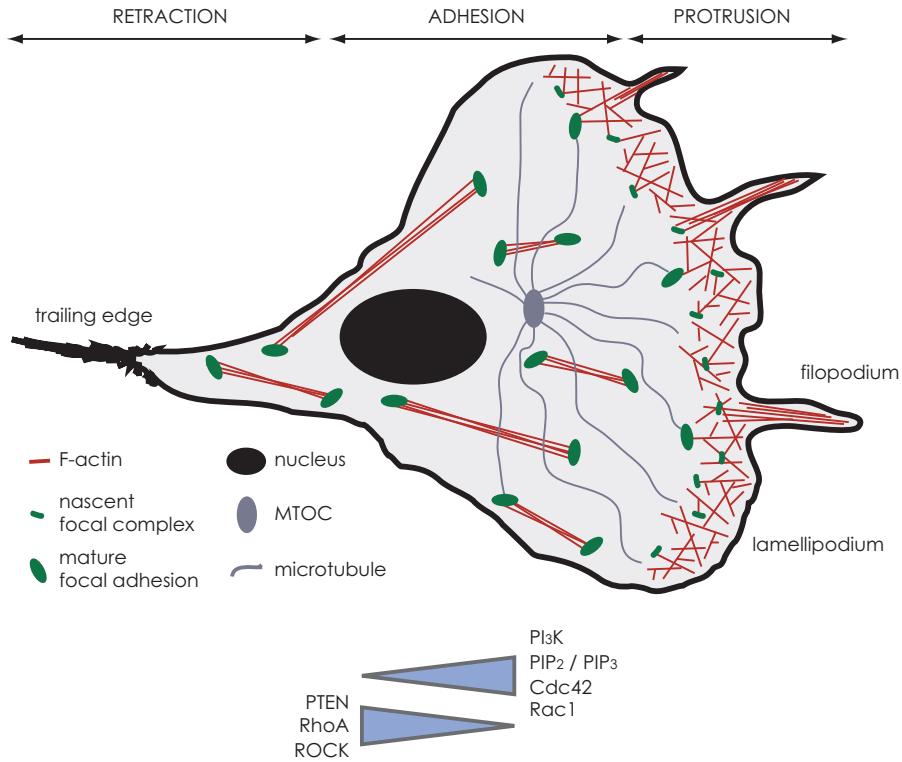 RETRACTION
ADHESION
PROTRUSION
trailing edge
filopodium
F-actin
nucleus
nascent
focal complex
MTOC
mature
focal adhesion
microtubule
lamellipodium
PI3K
PIP2 / PIP3
Cdc42
Rac1
PTEN
RhoA
ROCK